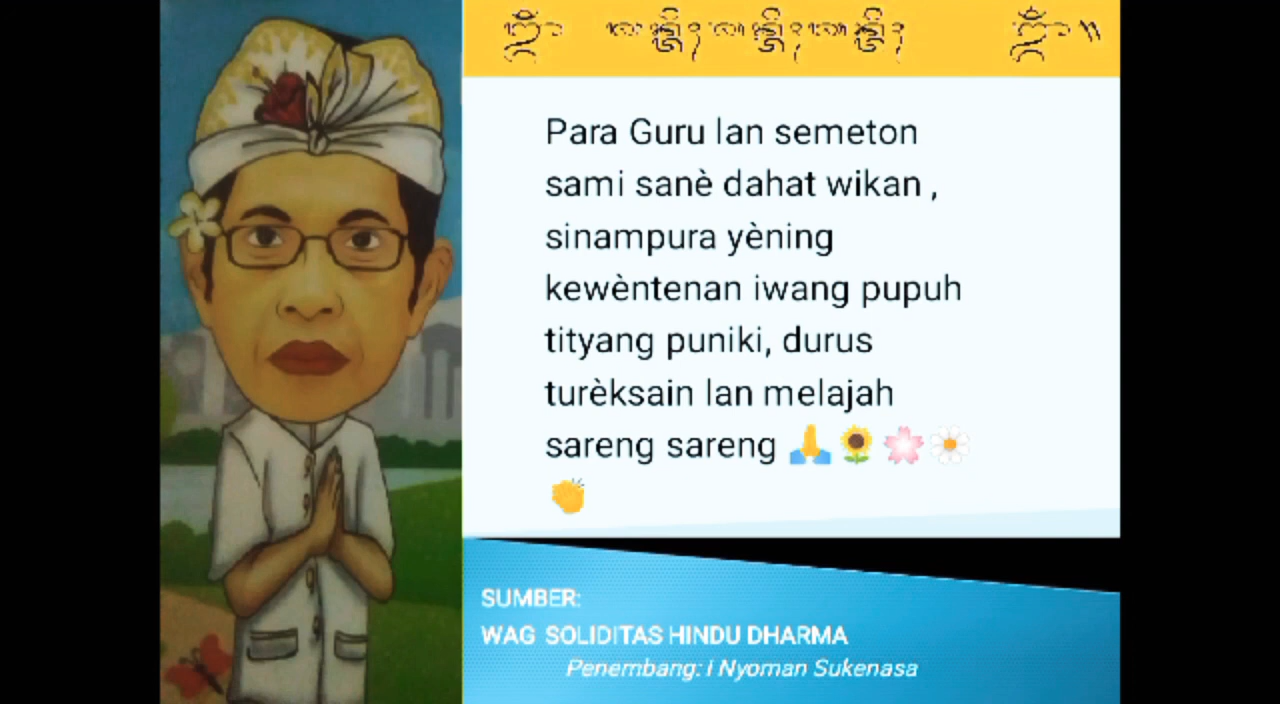 Para Guru lan semeton
sami sanè dahat wikan ,
sinampura yèning
kewèntenan iwang pupuh
tityang puniki, durus
turèksain lan melajah
sareng sareng 🙏🌻🌸🌼
👏
SUMBER:
WAG SOLIDITAS HINDU DHARMA
Penembang: I Nyoman Sukenasa